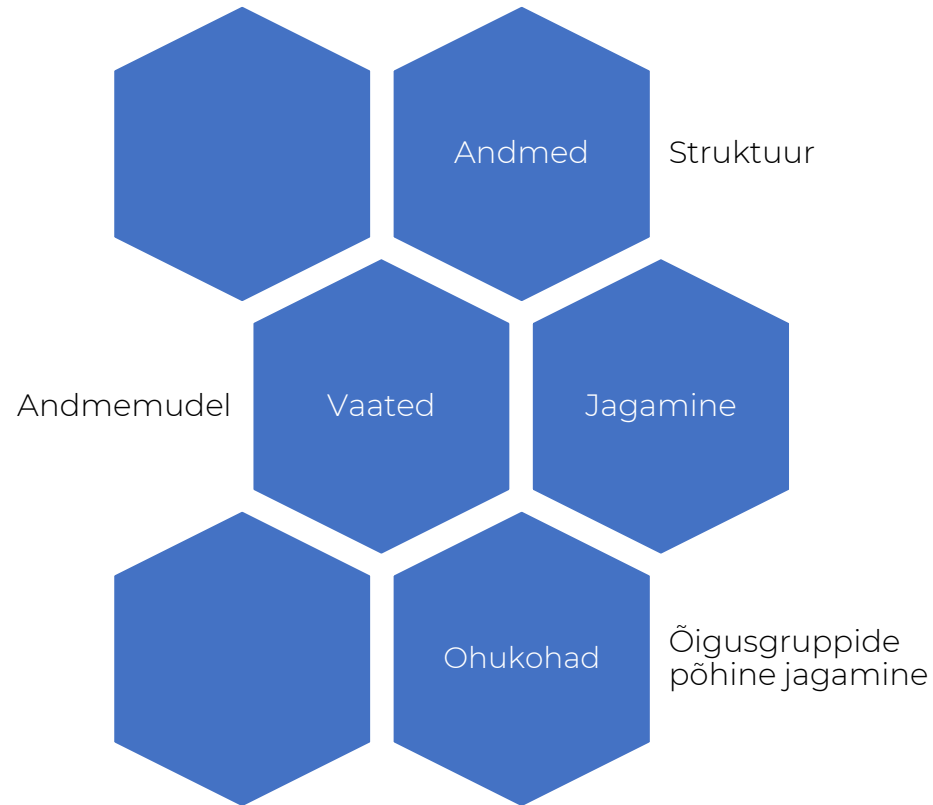 Andmed
Struktuur
Andmemudel
Vaated
Jagamine
Ohukohad
Õigusgruppide
põhine jagamine